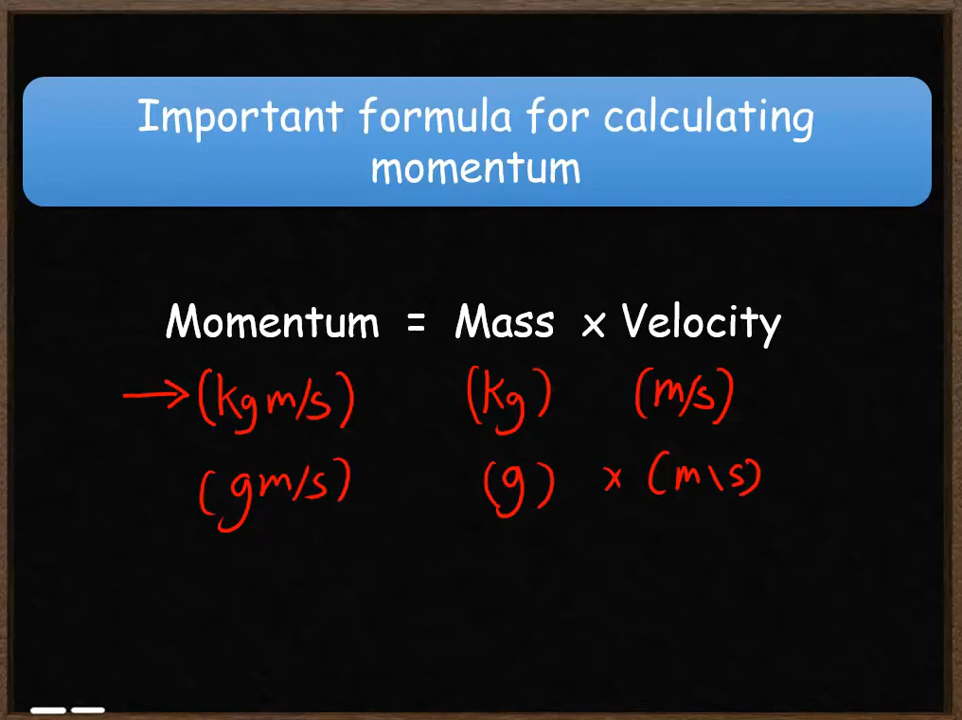 Important formula for calculating
momentum
Momentum = Mass x Velocity
→(kgm/s) (kg) (m/s)
(gm/s) (g) x (m\s)